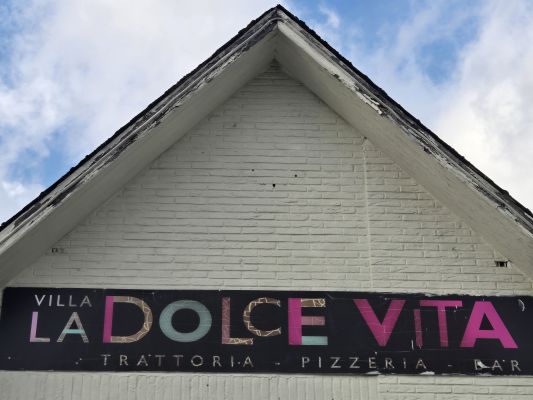 VILLA
LA DOLCE VITA
TRATTORIA - PIZZERIA - BAR